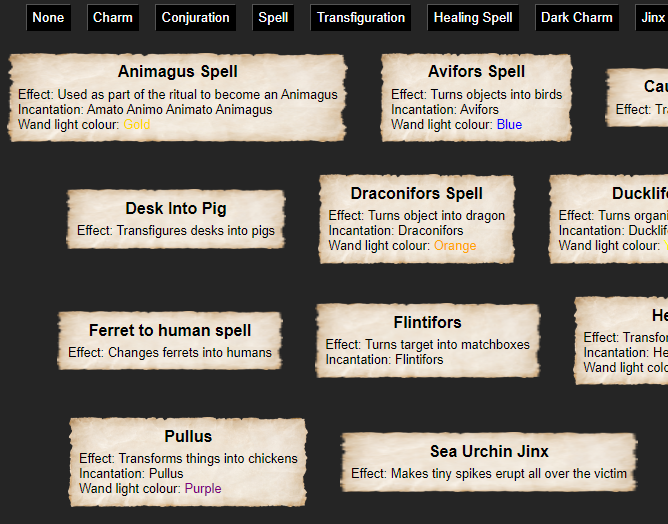 None Charm Conjuration Spell Transfiguration Healing Spell Dark Charm Jinx
Animagus Spell
Effect: Used as part of the ritual to become an Animagus
Incantation: Amato Animo Animato Animagus
Wand light colour: Gold
Avifors Spell
Effect: Turns objects into birds
Incantation: Avifors
Wand light colour: Blue
Cau
Effect: Tra
Desk Into Pig
Effect: Transfigures desks into pigs
Draconifors Spell
Effect: Turns object into dragon
Incantation: Draconifors
Wand light colour: Orange
Ducklifo
Effect: Turns organi
Incantation: Ducklif
Wand light colour:
Ferret to human spell
Effect: Changes ferrets into humans
Flintifors
Effect: Turns target into matchboxes
Incantation: Flintifors
He
Effect: Transfor
Incantation: He
Wand light colo
Pullus
Effect: Transforms things into chickens
Incantation: Pullus
Wand light colour: Purple
Sea Urchin Jinx
Effect: Makes tiny spikes erupt all over the victim